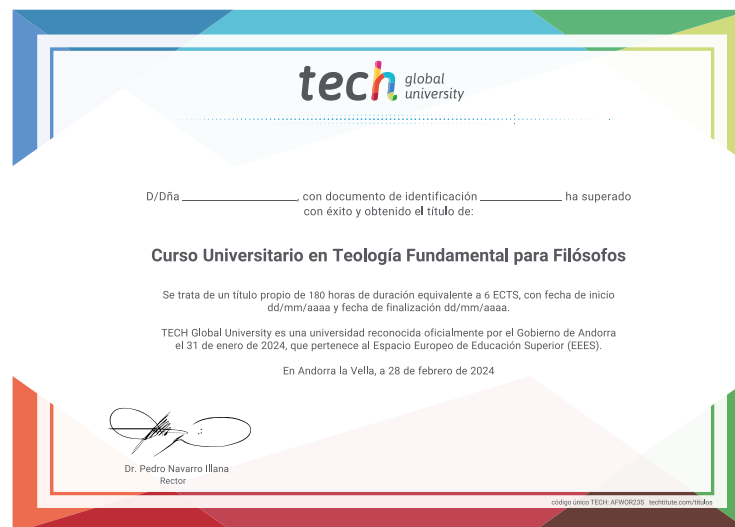 tech global university
D/Dña ______________, con documento de identificación ______________ ha superado
con éxito y obtenido el título de:
Curso Universitario en Teología Fundamental para Filósofos
Se trata de un título propio de 180 horas de duración equivalente a 6 ECTS, con fecha de inicio
dd/mm/aaaa y fecha de finalización dd/mm/aaaa.
TECH Global University es una universidad reconocida oficialmente por el Gobierno de Andorra
el 31 de enero de 2024, que pertenece al Espacio Europeo de Educación Superior (EEES).
En Andorra la Vella, a 28 de febrero de 2024
Dr. Pedro Navarro Illana
Rector
código único TECH: AFWOR23S techtitute.com/titulos